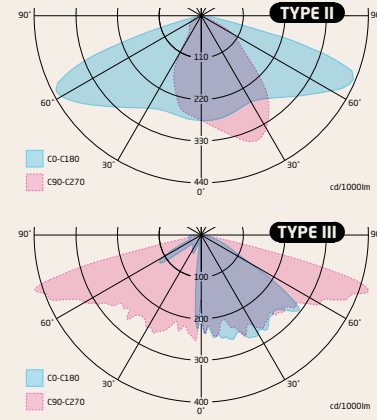 TYPE II
90˚ 90
110
60˚ 220 60˚
330
30˚ 30˚
C0-C180
C90-C270
440
0˚
cd/1000lm
TYPE III
90˚ 90
100
60˚ 200 60˚
300
30˚ 30˚
C0-C180
C90-C270
400
0˚
cd/1000lm